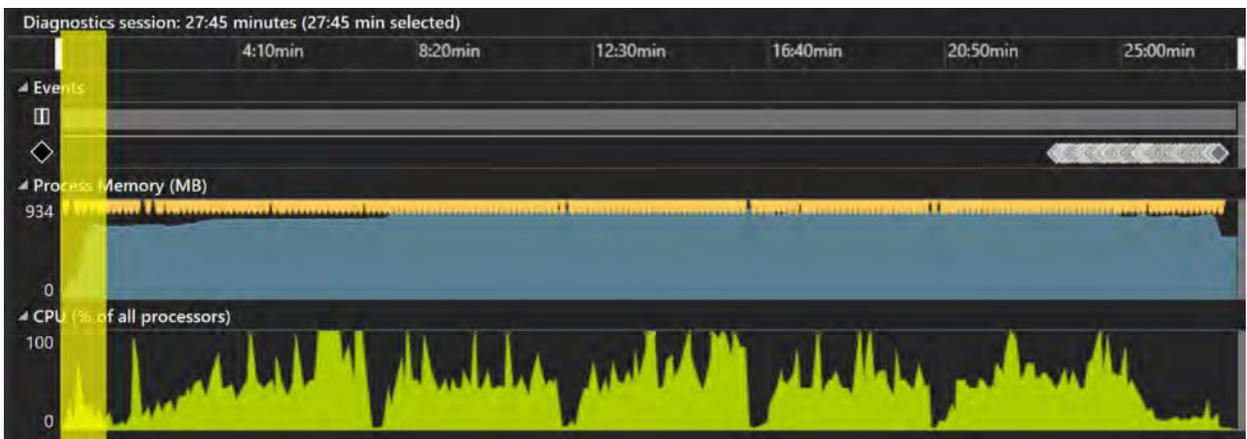 Diagnostics session: 27:45 minutes (27:45 min selected)
4:10min 8:20min 12:30min 16:40min 20:50min 25:00min
Events
Process Memory (MB)
934
0
CPU (% of all processors)
100
0